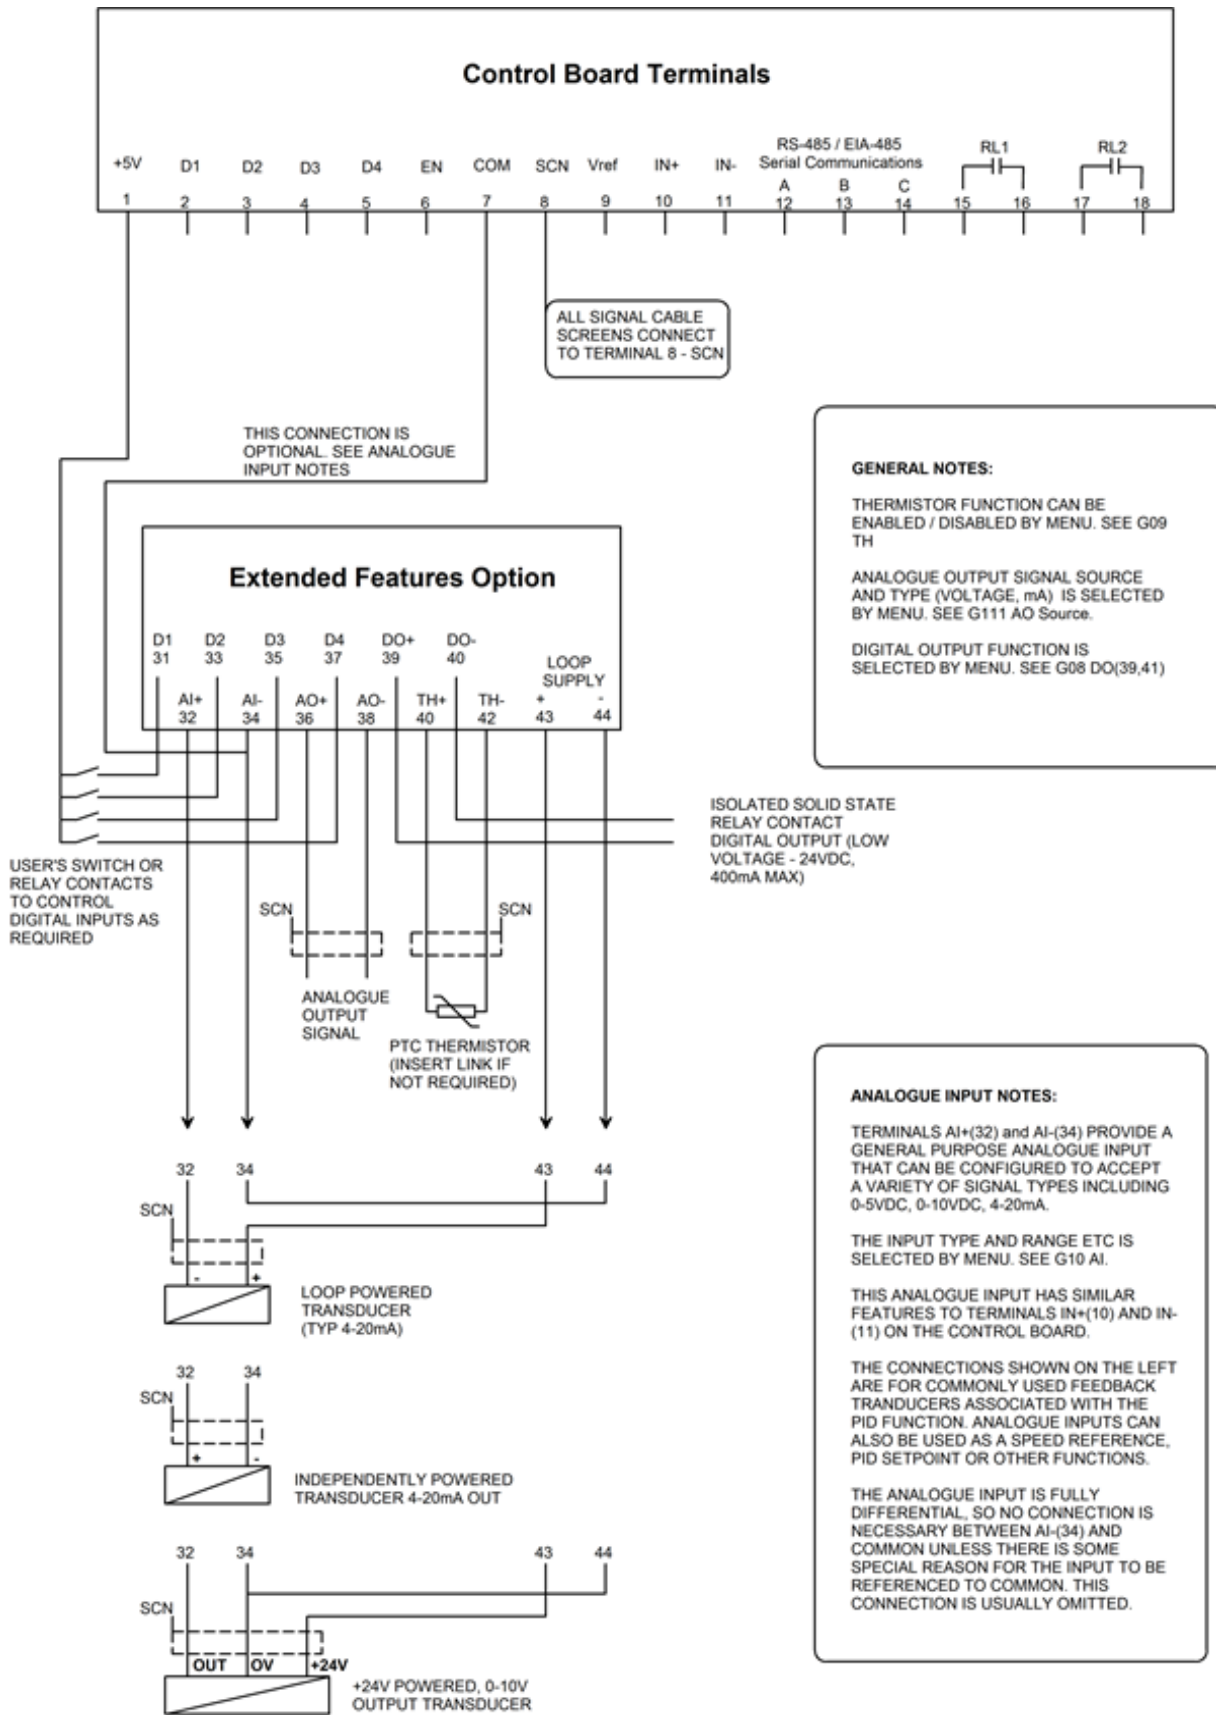 Control Board Terminals
+5V D1 D2 D3 D4 EN COM SCN Vref IN+ IN- RS-485 / EIA-485 RL1 RL2
Serial Communications
A B C
1 2 3 4 5 6 7 8 9 10 11 12 13 14 15 16 17 18
ALL SIGNAL CABLE
SCREENS CONNECT
TO TERMINAL 8 - SCN
THIS CONNECTION IS
OPTIONAL. SEE ANALOGUE
INPUT NOTES
GENERAL NOTES:
THERMISTOR FUNCTION CAN BE
ENABLED / DISABLED BY MENU. SEE G09
TH
ANALOGUE OUTPUT SIGNAL SOURCE
AND TYPE (VOLTAGE, mA) IS SELECTED
BY MENU. SEE G111 AO Source.
DIGITAL OUTPUT FUNCTION IS
SELECTED BY MENU. SEE G08 DO(39,41)
Extended Features Option
D1 D2 D3 D4 DO+ DO-
31 33 35 37 39 40
LOOP
SUPPLY
AI+ AI- AO+ AO- TH+ TH- + -
32 34 36 38 40 42 43 44
ISOLATED SOLID STATE
RELAY CONTACT
DIGITAL OUTPUT (LOW
VOLTAGE - 24VDC,
400mA MAX)
USER'S SWITCH OR
RELAY CONTACTS
TO CONTROL
DIGITAL INPUTS AS
REQUIRED
SCN SCN
ANALOGUE
OUTPUT
SIGNAL
PTC THERMISTOR
(INSERT LINK IF
NOT REQUIRED)
32 34 43 44
SCN
- +
LOOP POWERED
TRANSDUCER
(TYP 4-20mA)
32 34
SCN
+ -
INDEPENDENTLY POWERED
TRANSDUCER 4-20mA OUT
32 34 43 44
SCN
OUT OV +24V
+24V POWERED, 0-10V
OUTPUT TRANSDUCER
ANALOGUE INPUT NOTES:
TERMINALS AI+(32) and AI-(34) PROVIDE A
GENERAL PURPOSE ANALOGUE INPUT
THAT CAN BE CONFIGURED TO ACCEPT
A VARIETY OF SIGNAL TYPES INCLUDING
0-5VDC, 0-10VDC, 4-20mA.
THE INPUT TYPE AND RANGE ETC IS
SELECTED BY MENU. SEE G10 AI.
THIS ANALOGUE INPUT HAS SIMILAR
FEATURES TO TERMINALS IN+(10) AND IN-
(11) ON THE CONTROL BOARD.
THE CONNECTIONS SHOWN ON THE LEFT
ARE FOR COMMONLY USED FEEDBACK
TRANDUCERS ASSOCIATED WITH THE
PID FUNCTION. ANALOGUE INPUTS CAN
ALSO BE USED AS A SPEED REFERENCE,
PID SETPOINT OR OTHER FUNCTIONS.
THE ANALOGUE INPUT IS FULLY
DIFFERENTIAL, SO NO CONNECTION IS
NECESSARY BETWEEN AI-(34) AND
COMMON UNLESS THERE IS SOME
SPECIAL REASON FOR THE INPUT TO BE
REFERENCED TO COMMON. THIS
CONNECTION IS USUALLY OMITTED.